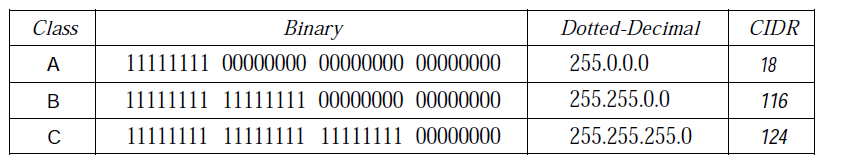 Class Binary Dotted-Decimal CIDR
A 11111111 00000000 00000000 00000000 255.0.0.0 18
B 11111111 11111111 00000000 00000000 255.255.0.0 116
C 11111111 11111111 11111111 00000000 255.255.255.0 124